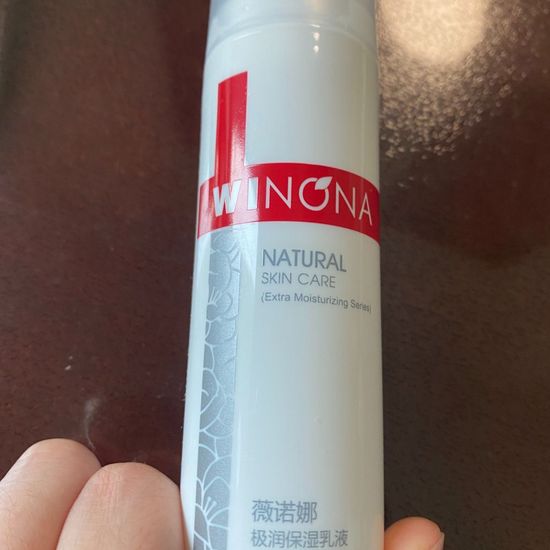 WINONA
NATURAL
SKIN CARE
(Extra Moisturizing Series)
薇诺娜
极润保湿乳液